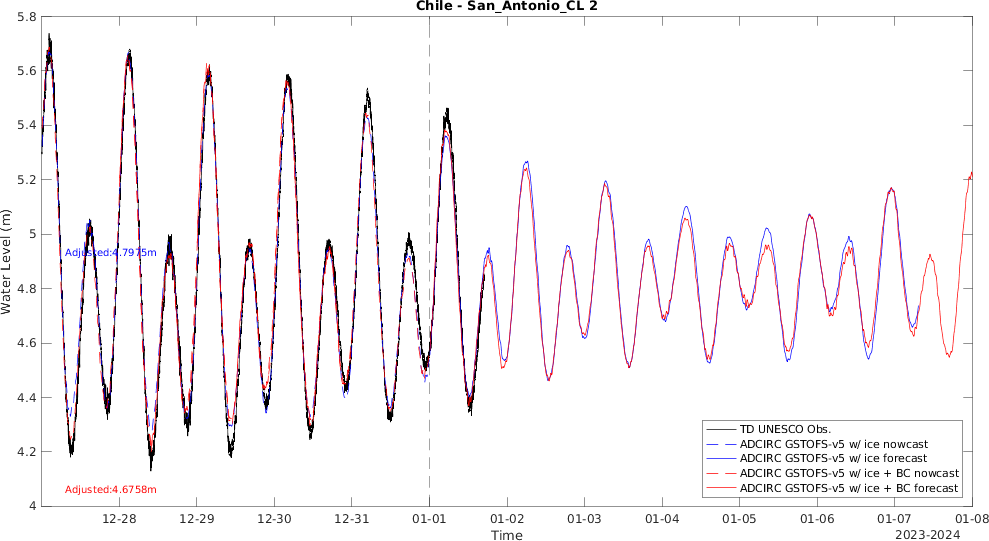 Chile - San_Antonio_CL 2
5.8
5.6
5.4
5.2
5
4.8
4.6
4.4
4.2
4
Water Level (m)
Adjusted:4.7975m
Adjusted:4.6758m
TD UNESCO Obs.
ADCIRC GSTOFS-v5 w/ ice nowcast
ADCIRC GSTOFS-v5 w/ ice forecast
ADCIRC GSTOFS-v5 w/ ice + BC nowcast
ADCIRC GSTOFS-v5 w/ ice + BC forecast
12-28 12-29 12-30 12-31 01-01 01-02 01-03 01-04 01-05 01-06 01-07 01-08
Time
2023-2024